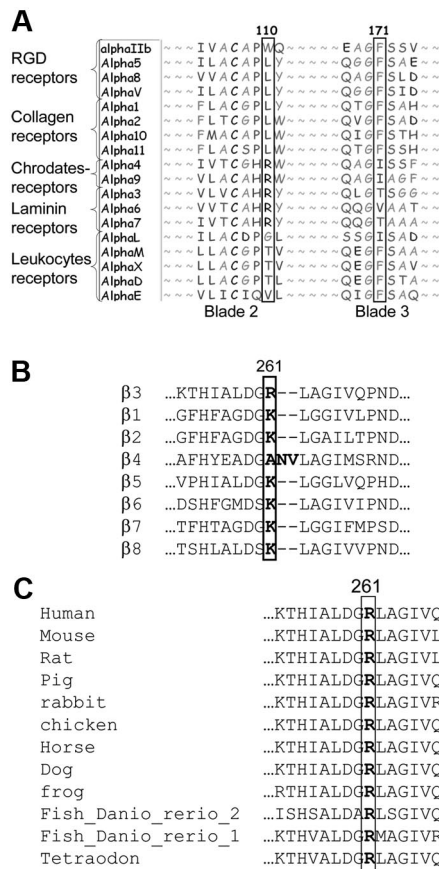 A
110 171
RGD receptors
Collagen receptors
Chrodates-receptors
Laminin receptors
Leukocytes receptors
alphaIIb ~~~IVACAPWQ~~~~~EAGFSSV~~
Alpha5 ~~~ILACAPLY~~~~~QGGFSAE~~
Alpha8 ~~~VVACAPLY~~~~~QAGFSLD~~
AlphaV ~~~ILACAPLY~~~~~QGGFSID~~
Alpha1 ~~~FLACGPLY~~~~~QTGFSAH~~
Alpha2 ~~~FLTCGPLW~~~~~QVGFSAD~~
Alpha10 ~~~FMACAPLW~~~~~QIGFSTH~~
Alpha11 ~~~FLACSPLW~~~~~QTGFSAH~~
Alpha4 ~~~IVTCGHRW~~~~~QAGISSF~~
Alpha9 ~~~VLACAHRW~~~~~QAGIAGF~~
Alpha3 ~~~VLVCAHRY~~~~~QLGTSGG~~
Alpha6 ~~~VVTCAHRY~~~~~QQGVAAT~~
Alpha7 ~~~IVTCAHRY~~~~~QQGTAAA~~
AlphaL ~~~ILACDPGL~~~~~SSGISAD~~
AlphaM ~~~LLACGPTV~~~~~QEGFSAA~~
AlphaX ~~~LLACGPTV~~~~~QEGFSAV~~
AlphaD ~~~ILACGPTL~~~~~QEGFSTA~~
AlphaE ~~~VLICIQVL~~~~~QIGFSAQ~~
Blade 2 Blade 3
B
261
β3 ...KTHIALDGR--LAGIVQPND...
β1 ...GFHFAGDGK--LGGIVLPND...
β2 ...GFHFAGDGK--LGAILTPND...
β4 ...AFHYEADGANVLAGIMSRND...
β5 ...VPHIALDGK--LGGLVQPHD...
β6 ...DSHFGMDSK--LAGIVIPND...
β7 ...TFHTAGDGK--LGGIFMPSD...
β8 ...TSHLALDSK--LAGIVVPND...
C
261
Human ...KTHIALDGRLAGIVQ
Mouse ...KTHIALDGRLAGIVL
Rat ...KTHIALDGRLAGIVL
Pig ...KTHIALDGRLAGIVQ
rabbit ...KTHIALDGRLAGIVR
chicken ...KTHIALDGRLAGIVQ
Horse ...KTHIALDGRLAGIVQ
Dog ...KTHIALDGRLAGIVQ
frog ...RTHIALDGRLAGIVQ
Fish_Danio_rerio_2 ...ISHSALDARLSGIVQ
Fish_Danio_rerio_1 ...KTHVALDGRMAGIVR
Tetraodon ...KTHVALDGRLAGIVQ